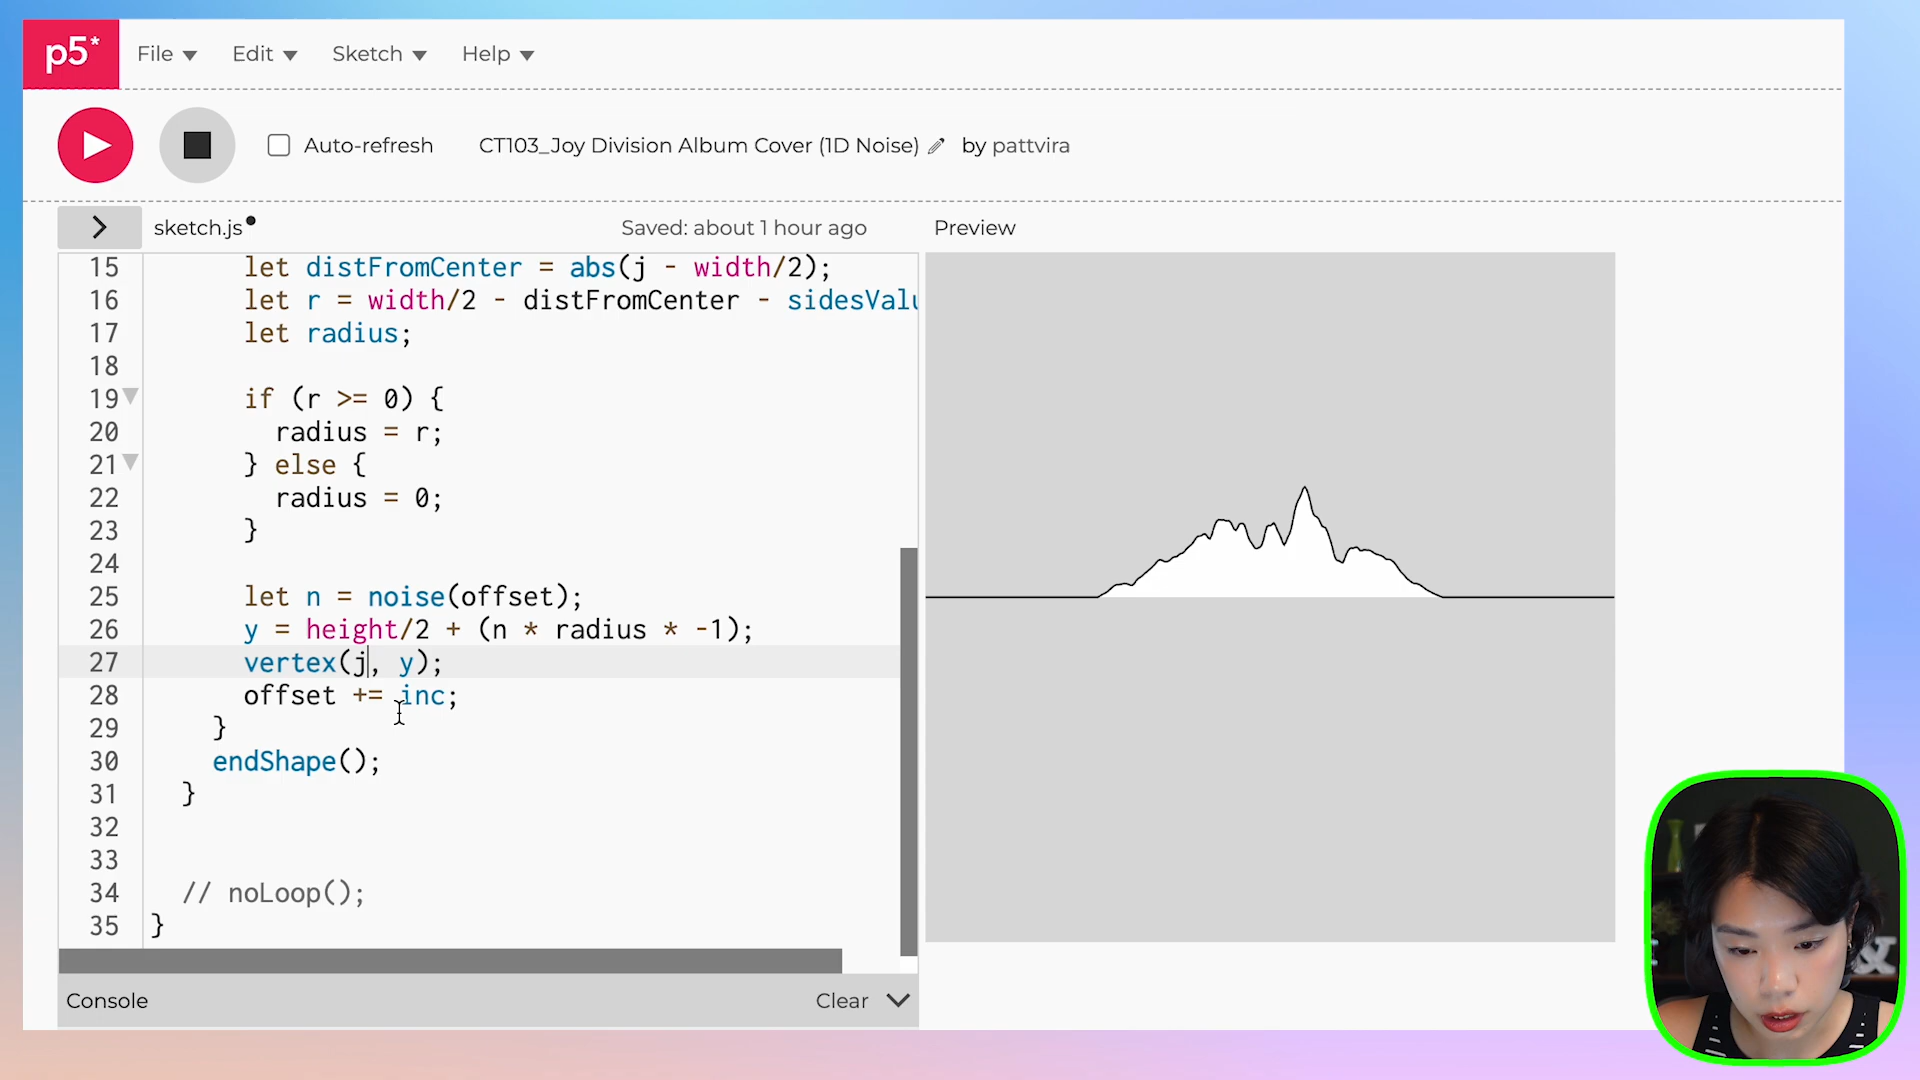 p5*
File Edit Sketch Help
Auto-refresh
CT103_Joy Division Album Cover (1D Noise) by pattvira
sketch.js
Saved: about 1 hour ago
Preview
15 let distFromCenter = abs(j - width/2);
16 let r = width/2 - distFromCenter - sidesValu
17 let radius;
18
19 if (r >= 0) {
20 radius = r;
21 } else {
22 radius = 0;
23 }
24
25 let n = noise(offset);
26 y = height/2 + (n * radius * -1);
27 vertex(j, y);
28 offset += inc;
29 }
30 endShape();
31 }
32
33
34 // noLoop();
35 }
Console
Clear
&